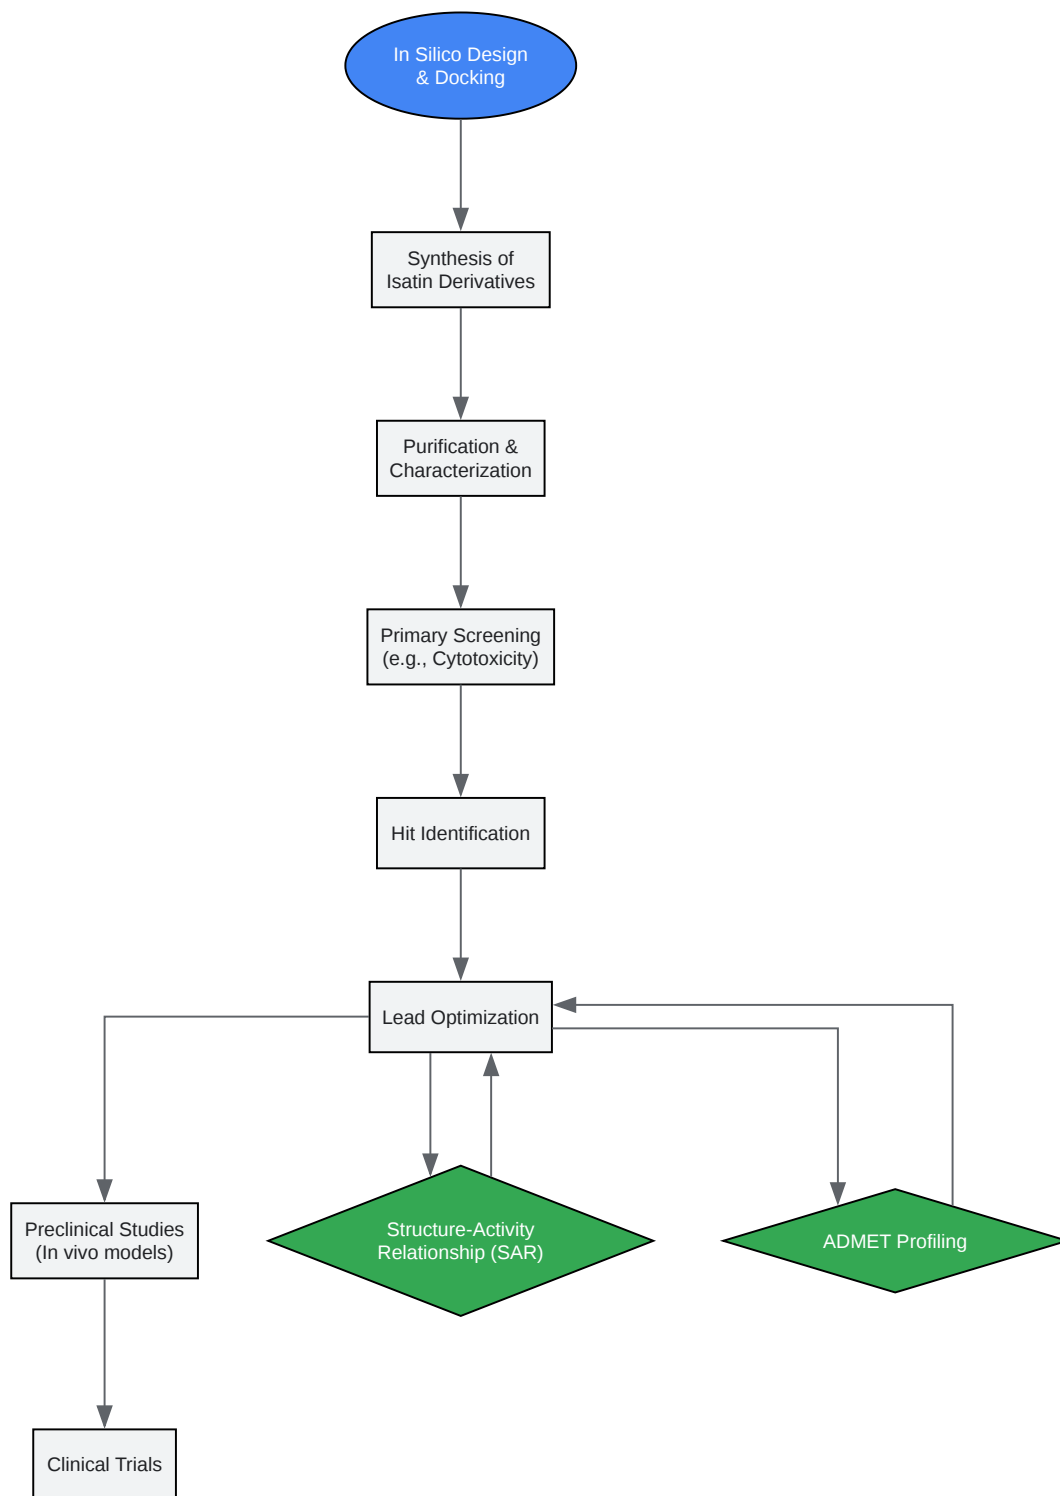 In Silico Design
& Docking
Synthesis of
Isatin Derivatives
Purification &
Characterization
Primary Screening
(e.g., Cytotoxicity)
Hit Identification
Lead Optimization
Preclinical Studies
(In vivo models)
Structure-Activity
Relationship (SAR)
ADMET Profiling
Clinical Trials